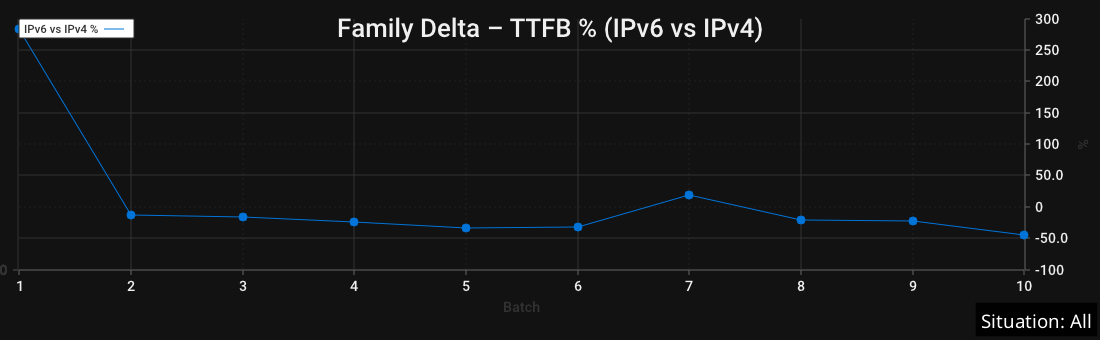 Family Delta – TTFB % (IPv6 vs IPv4)
IPv6 vs IPv4 %
300
250
200
150
100
50.0
0
-50.0
-100
%
0
1 2 3 4 5 6 7 8 9 10
Batch
Situation: All